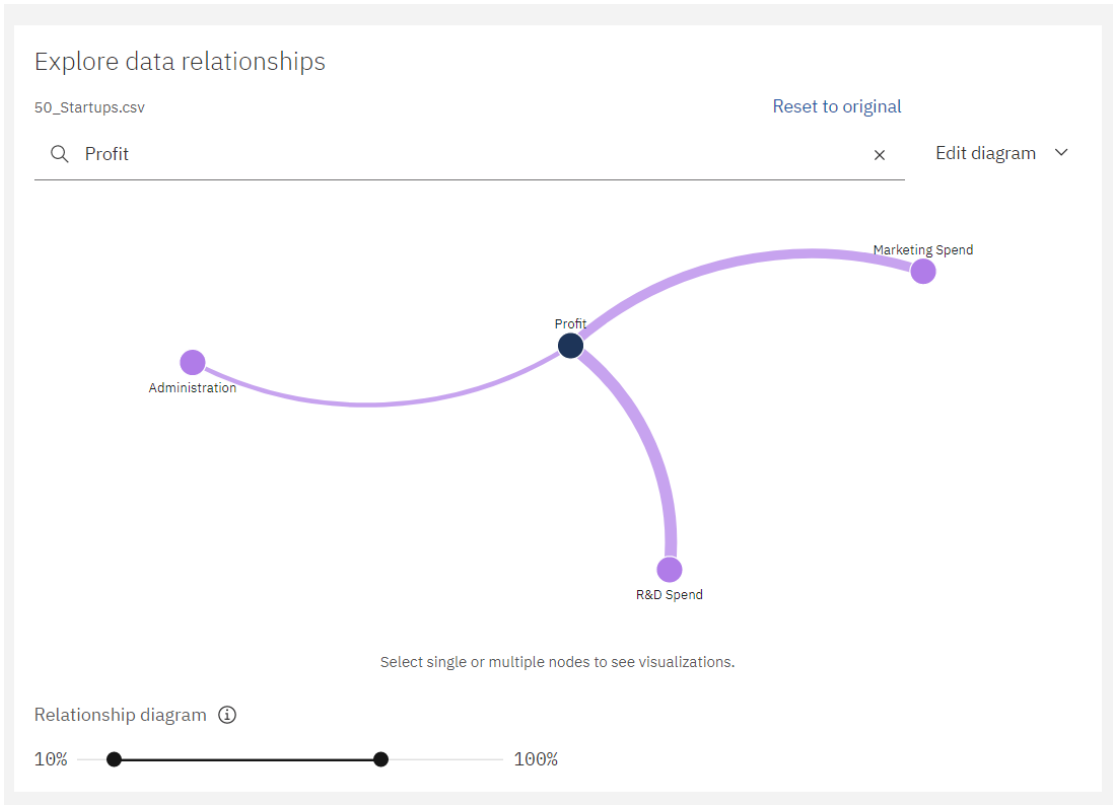 Explore data relationships
50_Startups.csv
Reset to original
Profit
Edit diagram
Marketing Spend
Profit
Administration
R&D Spend
Select single or multiple nodes to see visualizations.
Relationship diagram
10%
100%